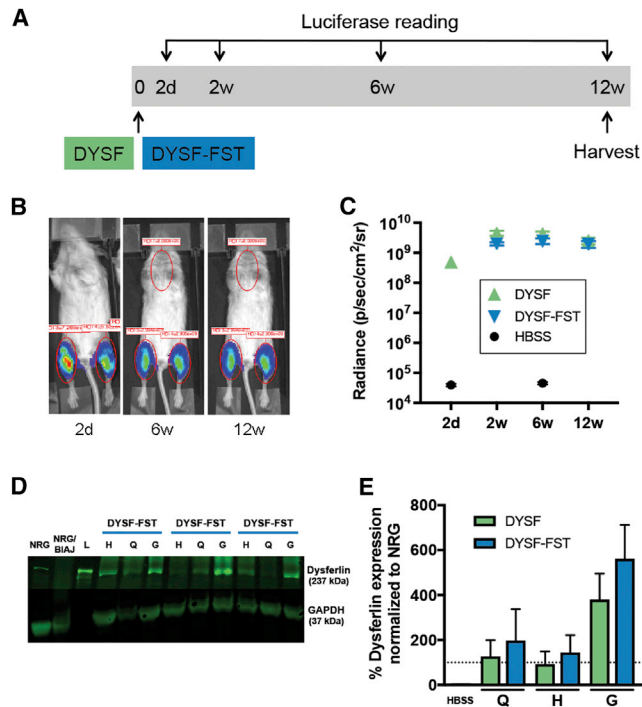 A
Luciferase reading
0 2d 2w 6w 12w
DYSF DYSF-FST Harvest
B
2d 6w 12w
C
Radiance (p/sec/cm²/sr)
10¹⁰
10⁹
10⁸
10⁷
10⁶
10⁵
10⁴
DYSF
DYSF-FST
HBSS
2d 2w 6w 12w
D
DYSF-FST DYSF-FST DYSF-FST
NRG NRG/BlAJ L H Q G H Q G H Q G
Dysferlin
(237 kDa)
GAPDH
(37 kDa)
E
% Dysferlin expression
normalized to NRG
800
600
400
200
0
DYSF
DYSF-FST
HBSS Q H G